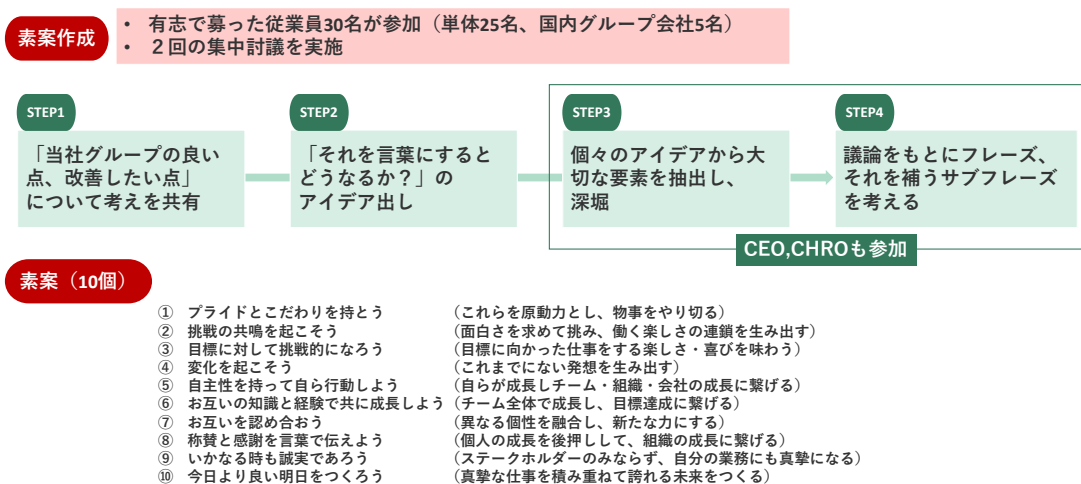 素案作成
• 有志で募った従業員30名が参加（単体25名、国内グループ会社5名）
• ２回の集中討議を実施
STEP1
「当社グループの良い
点、改善したい点」
について考えを共有
STEP2
「それを言葉にすると
どうなるか？」の
アイデア出し
STEP3
個々のアイデアから大
切な要素を抽出し、
深堀
STEP4
議論をもとにフレーズ、
それを補うサブフレーズ
を考える
CEO,CHROも参加
素案（10個）
① プライドとこだわりを持とう （これらを原動力とし、物事をやり切る）
② 挑戦の共鳴を起こそう （面白さを求めて挑み、働く楽しさの連鎖を生み出す）
③ 目標に対して挑戦的になろう （目標に向かった仕事をする楽しさ・喜びを味わう）
④ 変化を起こそう （これまでにない発想を生み出す）
⑤ 自主性を持って自ら行動しよう （自らが成長しチーム・組織・会社の成長に繋げる）
⑥ お互いの知識と経験で共に成長しよう （チーム全体で成長し、目標達成に繋げる）
⑦ お互いを認め合おう （異なる個性を融合し、新たな力にする）
⑧ 称賛と感謝を言葉で伝えよう （個人の成長を後押しして、組織の成長に繋げる）
⑨ いかなる時も誠実であろう （ステークホルダーのみならず、自分の業務にも真摯になる）
⑩ 今日より良い明日をつくろう （真摯な仕事を積み重ねて誇れる未来をつくる）